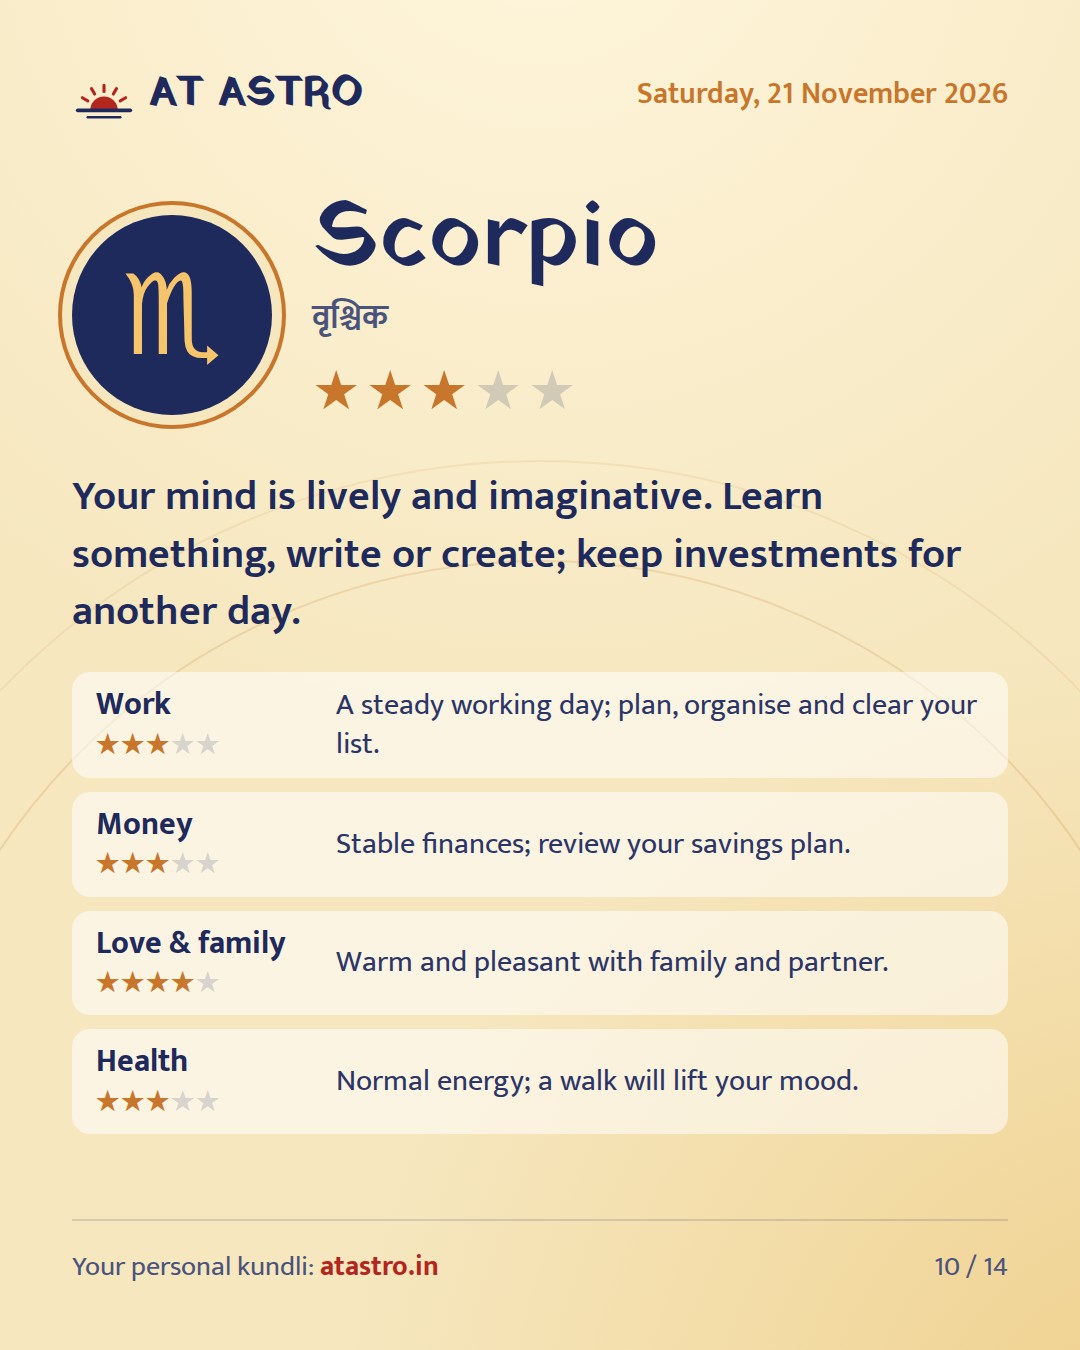 AT ASTRO
Saturday, 21 November 2026
Scorpio
वृश्चिक
Your mind is lively and imaginative. Learn
something, write or create; keep investments for
another day.
Work
A steady working day; plan, organise and clear your
list.
Money
Stable finances; review your savings plan.
Love & family
Warm and pleasant with family and partner.
Health
Normal energy; a walk will lift your mood.
Your personal kundli: atastro.in
10 / 14